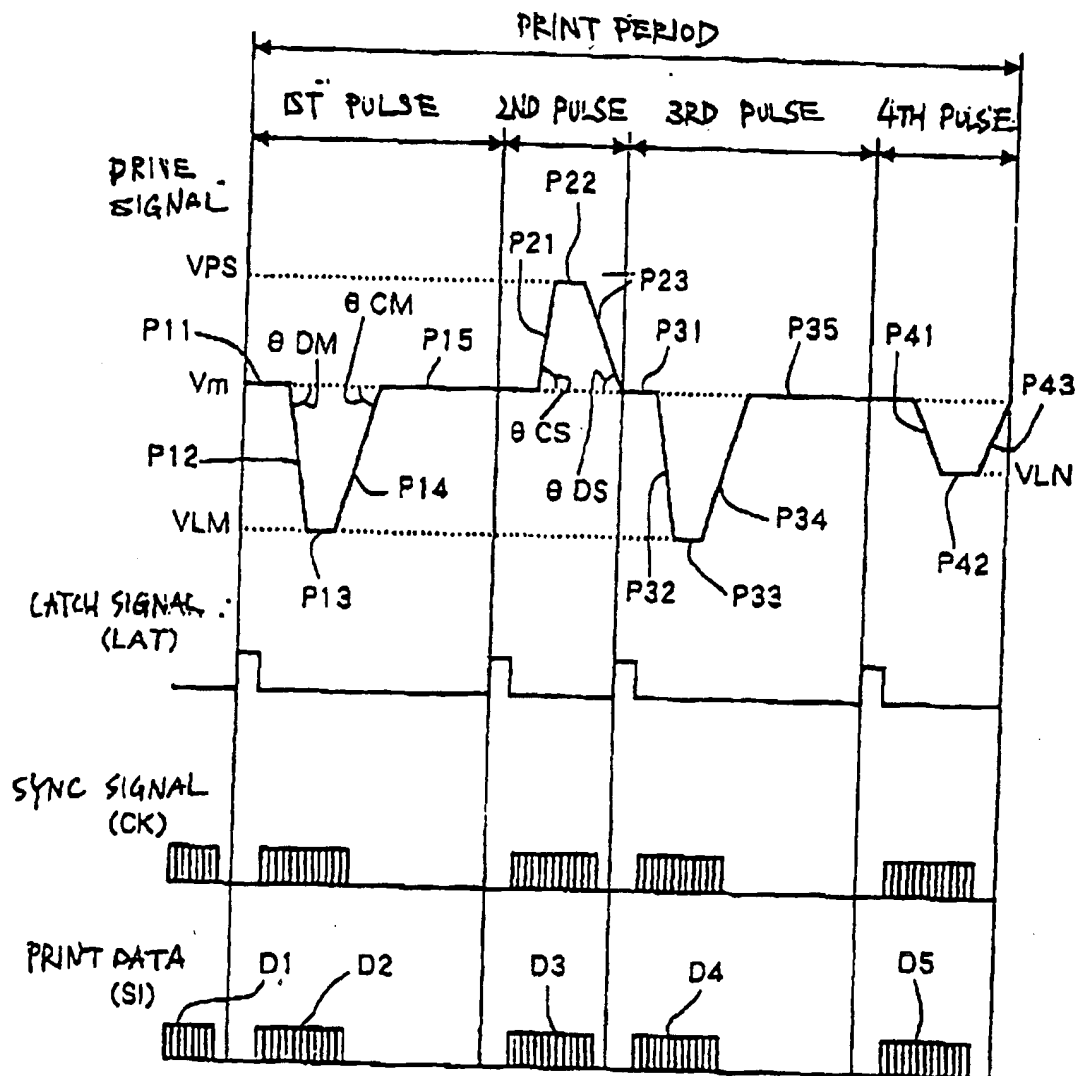 PRINT PERIOD
1ST PULSE
2ND PULSE
3RD PULSE
4TH PULSE
DRIVE
SIGNAL
P22
P21
P23
VPS
θ CM
P11
θ DM
P15
P31
P35
P41
P43
Vm
θ CS
P12
P14
θ DS
VLN
VLM
P34
P42
P13
P32
P33
LATCH SIGNAL
(LAT)
SYNC SIGNAL
(CK)
PRINT DATA
(SI)
D1
D2
D3
D4
D5